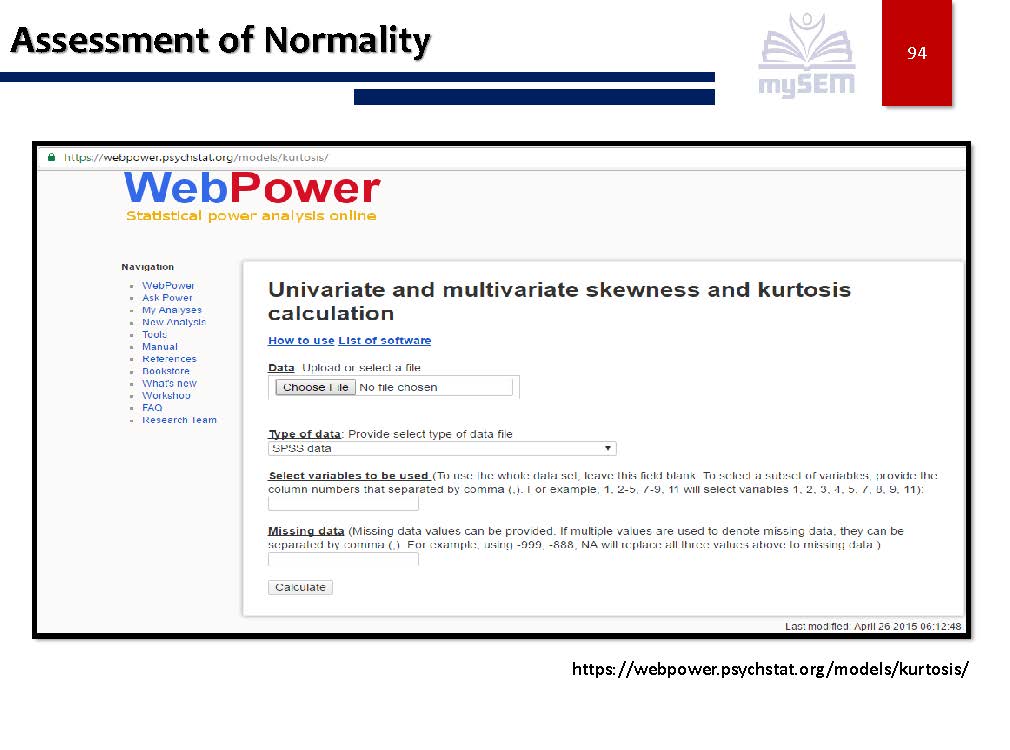 Assessment of Normality
mySEM
94
https://webpower.psychstat.org/models/kurtosis/
WebPower
Statistical power analysis online
Navigation
WebPower
Ask Power
My Analyses
New Analysis
Tools
Manual
References
Bookstore
What's new
Workshop
FAQ
Research Team
Univariate and multivariate skewness and kurtosis
calculation
How to use List of software
Data: Upload or select a file
Choose File No file chosen
Type of data: Provide select type of data file
SPSS data
Select variables to be used (To use the whole data set, leave this field blank. To select a subset of variables, provide the
column numbers that separated by comma (,). For example, 1, 2-5, 7-9, 11 will select variables 1, 2, 3, 4, 5, 7, 8, 9, 11):
Missing data (Missing data values can be provided. If multiple values are used to denote missing data, they can be
separated by comma (,). For example, using -999, -888, NA will replace all three values above to missing data.)
Calculate
Last modified: April 26 2015 06:12:48
https://webpower.psychstat.org/models/kurtosis/